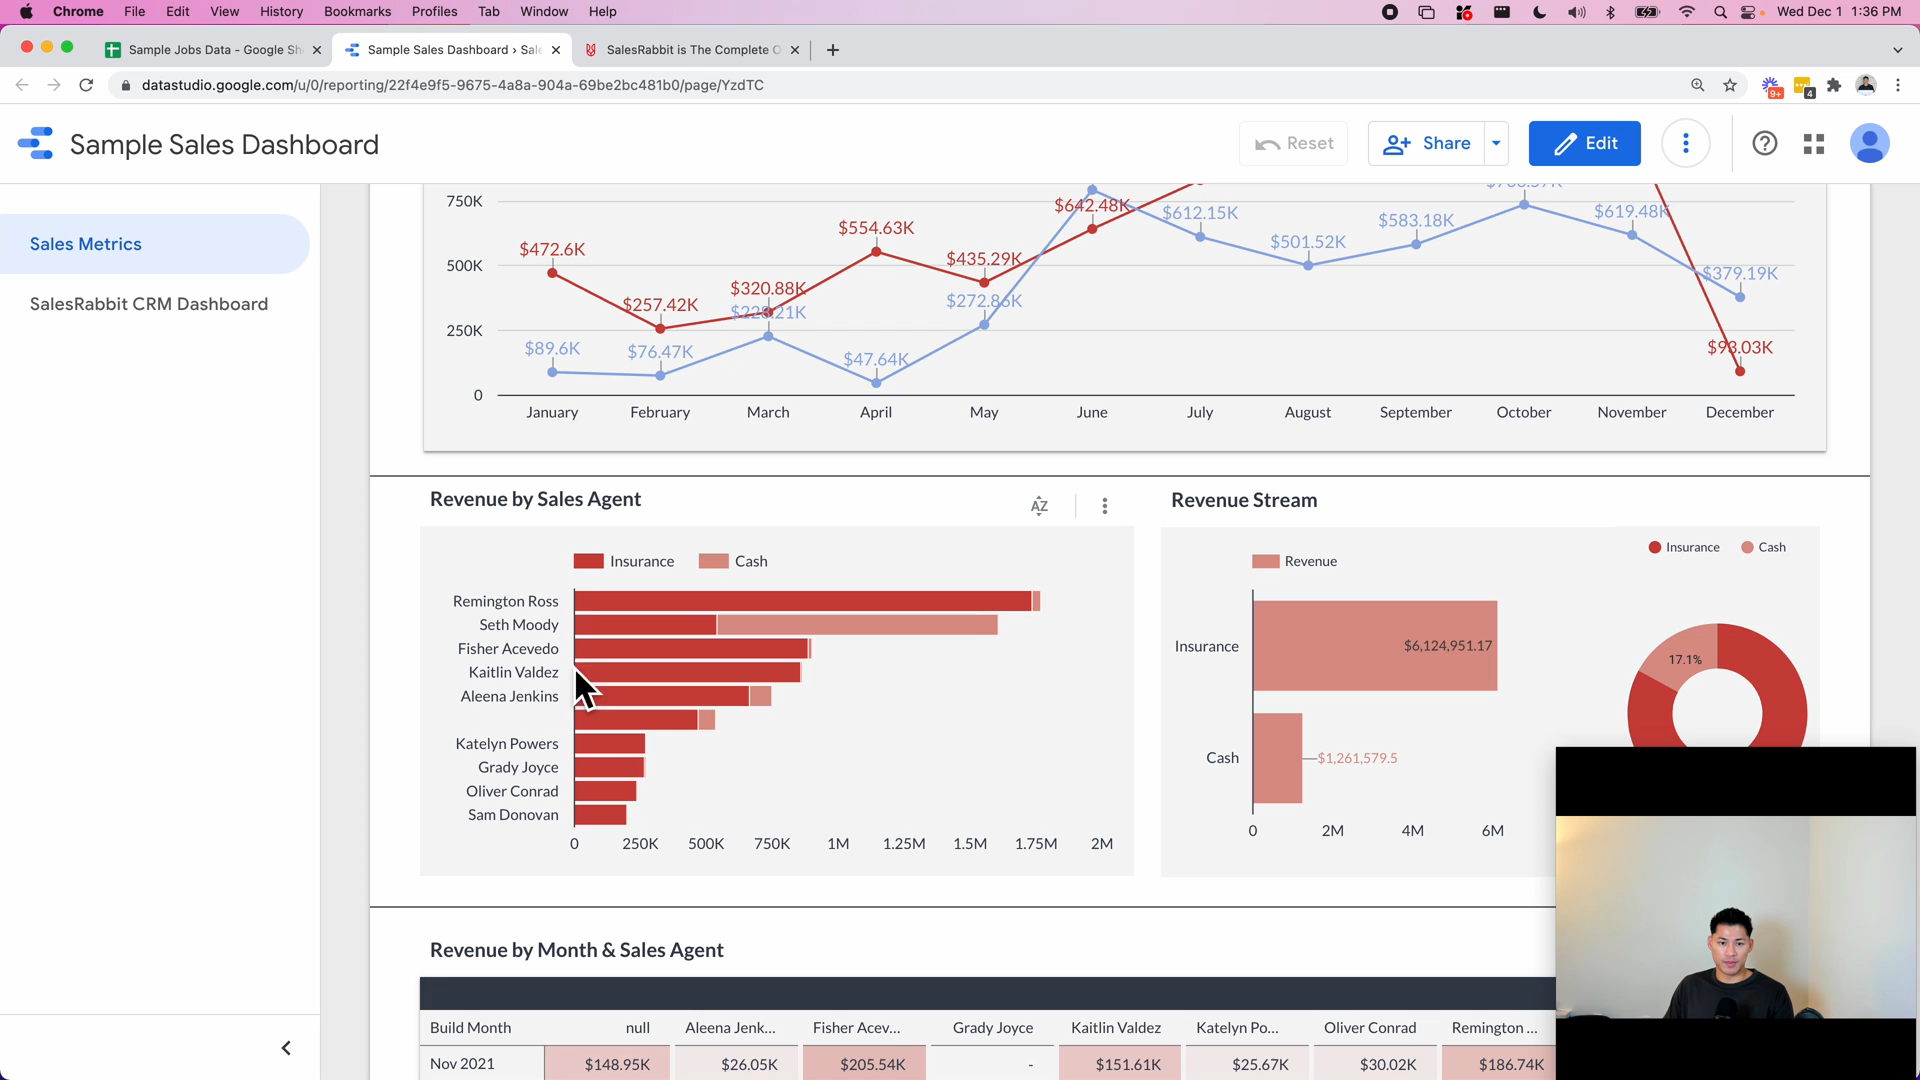 Chrome File Edit View History Bookmarks Profiles Tab Window Help Wed Dec 1 1:36 PM
Sample Jobs Data - Google Sh Sample Sales Dashboard › Sale SalesRabbit is The Complete O
datastudio.google.com/u/0/reporting/22f4e9f5-9675-4a8a-904a-69be2bc481b0/page/YzdTC 9+ 4
Sample Sales Dashboard Reset Share Edit
Sales Metrics
SalesRabbit CRM Dashboard
750K
500K
250K
0
$472.6K $257.42K $320.88K $554.63K $435.29K $642.48K $93.03K
$89.6K $76.47K $47.64K $272.86K $612.15K $501.52K $583.18K $619.48K $379.19K
January February March April May June July August September October November December
Revenue by Sales Agent
AZ
Insurance Cash
Remington Ross
Seth Moody
Fisher Acevedo
Kaitlin Valdez
Aleena Jenkins
Katelyn Powers
Grady Joyce
Oliver Conrad
Sam Donovan
0 250K 500K 750K 1M 1.25M 1.5M 1.75M 2M
Revenue Stream
Revenue
Insurance $6,124,951.17
Cash $1,261,579.5
0 2M 4M 6M
Insurance Cash
17.1%
Revenue by Month & Sales Agent
Build Month null Aleena Jenk... Fisher Acev... Grady Joyce Kaitlin Valdez Katelyn Po... Oliver Conrad Remington ...
Nov 2021 $148.95K $26.05K $205.54K - $151.61K $25.67K $30.02K $186.74K